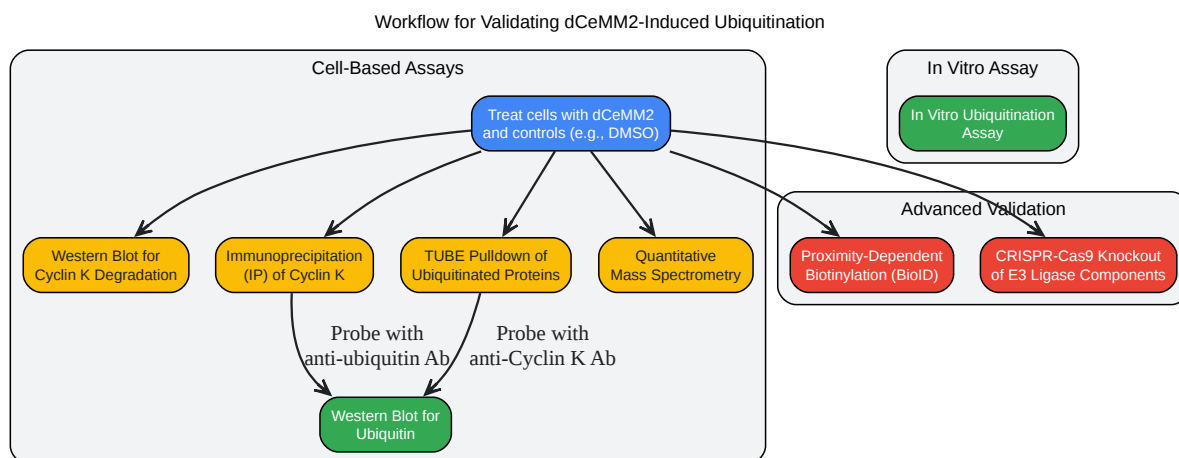 Workflow for Validating dCeMM2-Induced Ubiquitination
Cell-Based Assays
In Vitro Assay
Treat cells with dCeMM2
and controls (e.g., DMSO)
In Vitro Ubiquitination
Assay
Advanced Validation
Western Blot for
Cyclin K Degradation
Immunoprecipitation
(IP) of Cyclin K
TUBE Pulldown of
Ubiquitinated Proteins
Quantitative
Mass Spectrometry
Proximity-Dependent
Biotinylation (BioID)
CRISPR-Cas9 Knockout
of E3 Ligase Components
Probe with
anti-ubiquitin Ab
Probe with
anti-Cyclin K Ab
Western Blot for
Ubiquitin